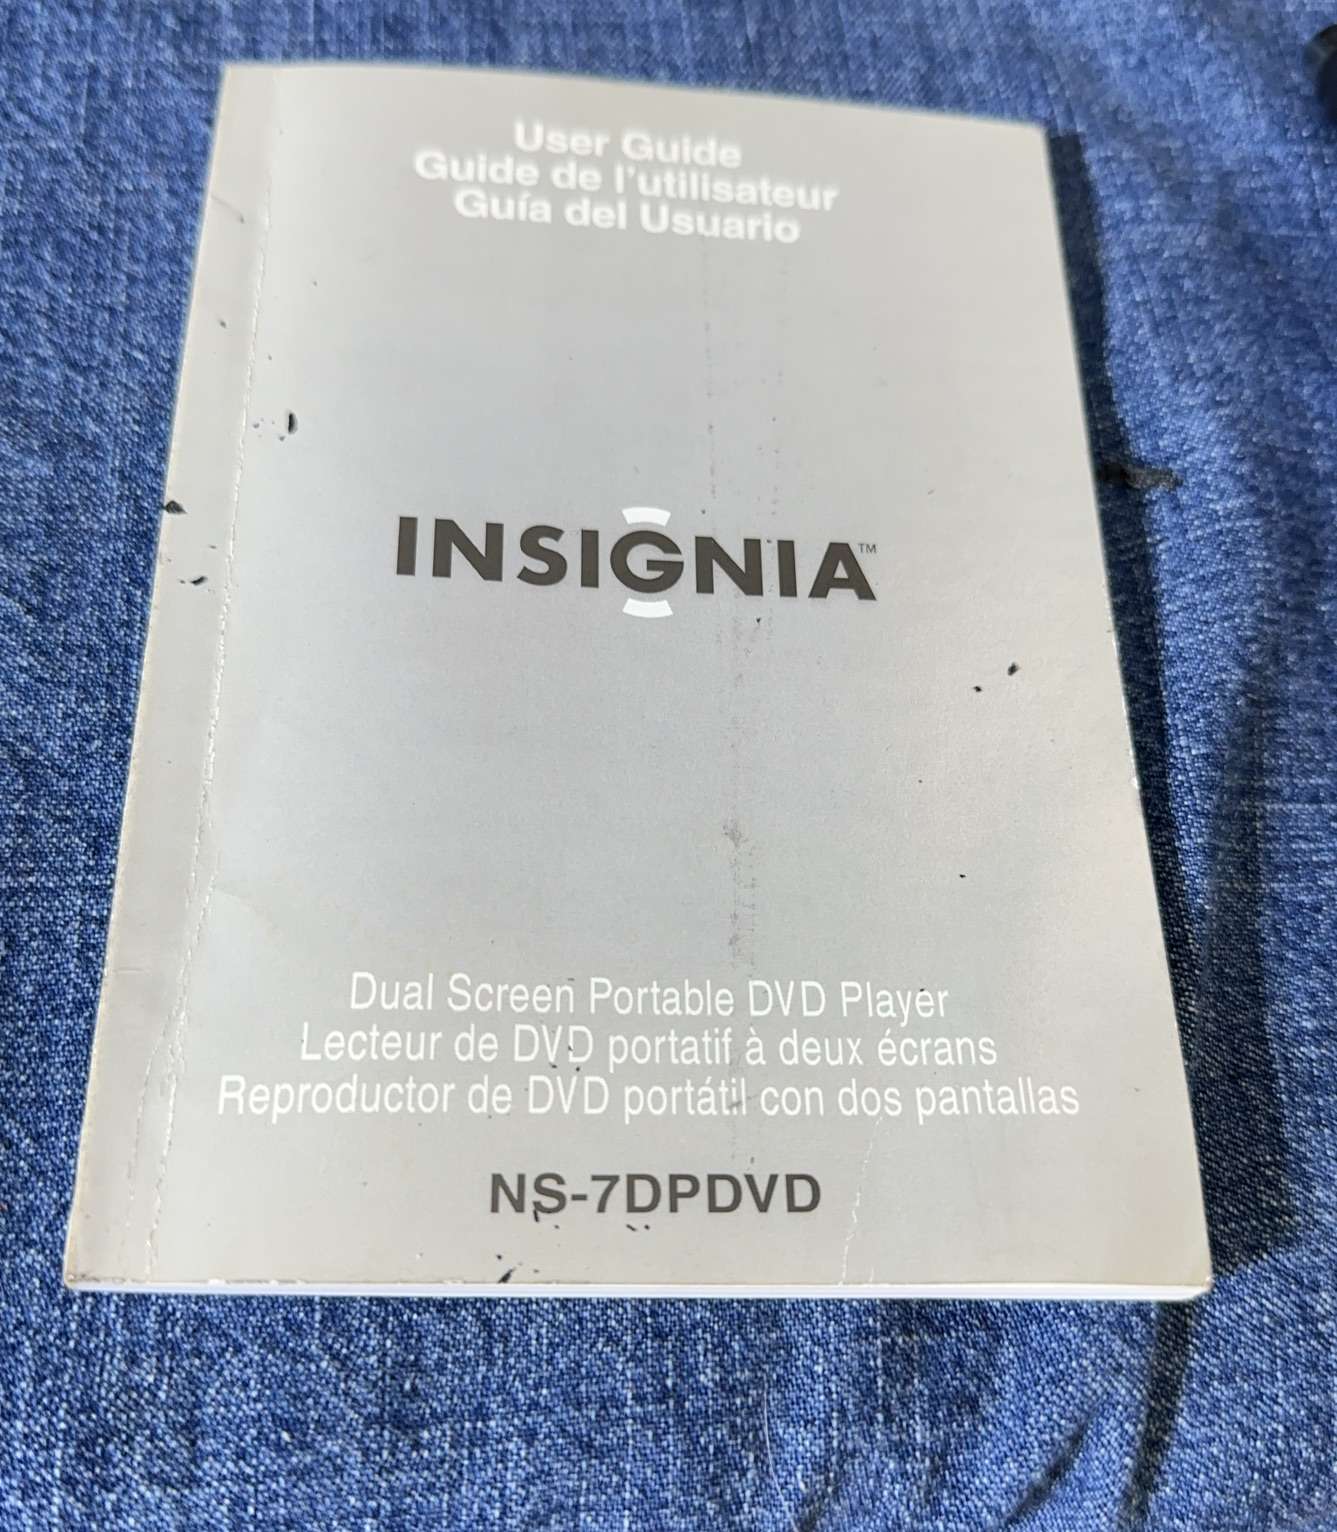 User Guide
Guide de l'utilisateur
Guía del Usuario
INSIGNIA™
Dual Screen Portable DVD Player
Lecteur de DVD portatif à deux écrans
Reproductor de DVD portátil con dos pantallas
NS-7DPDVD